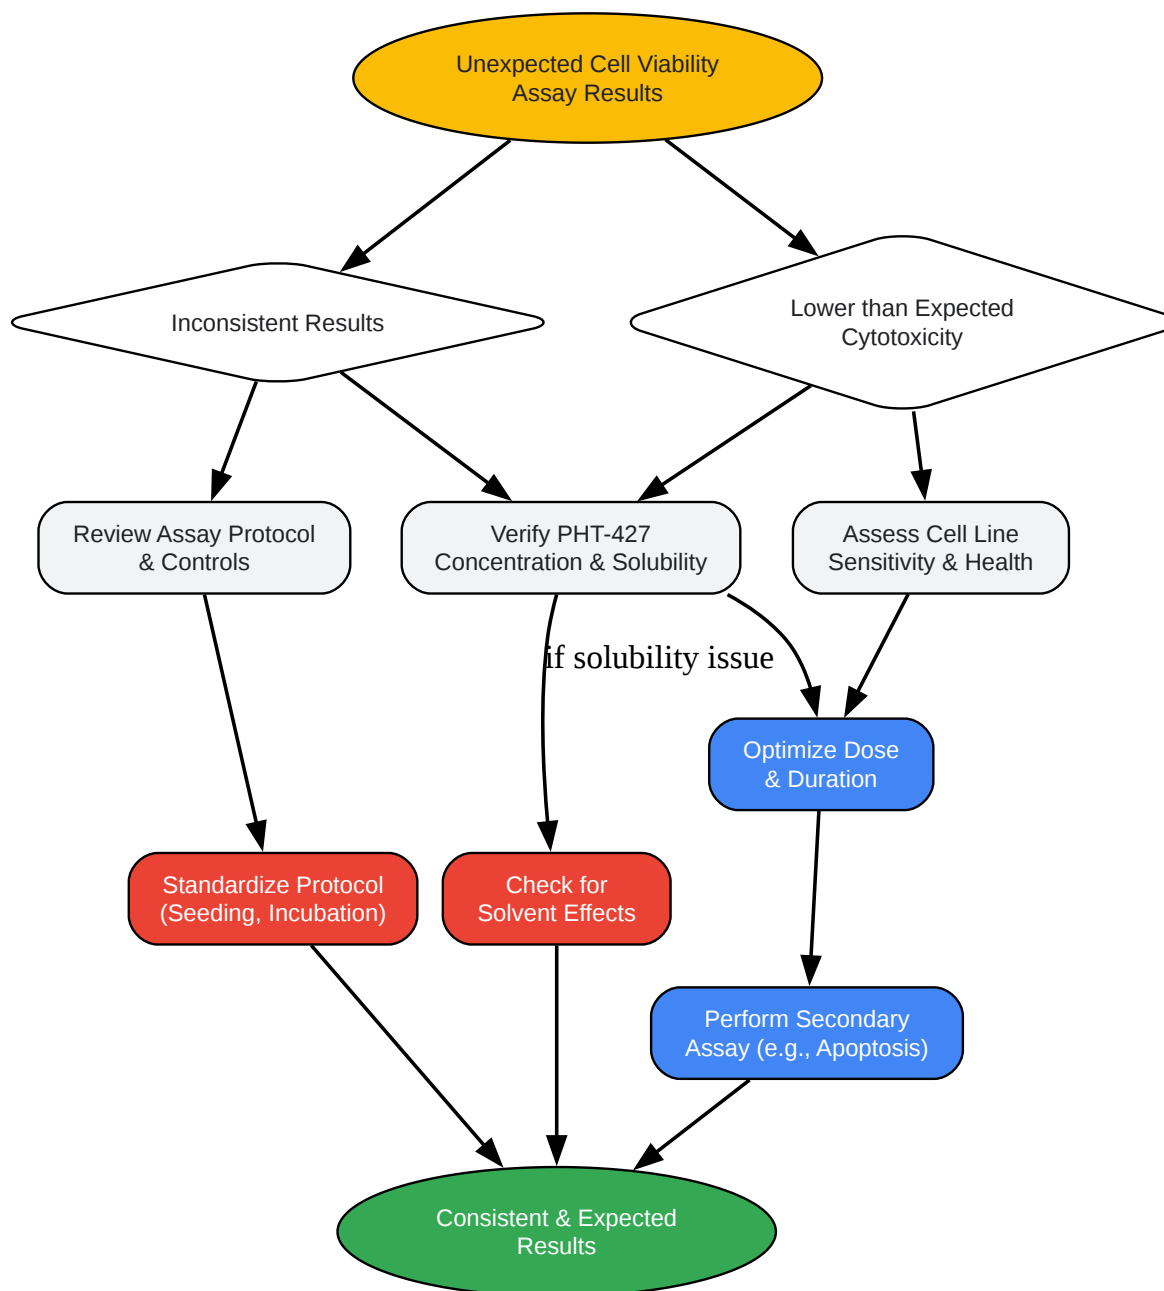 Unexpected Cell Viability
Assay Results
Inconsistent Results
Lower than Expected
Cytotoxicity
Review Assay Protocol
& Controls
Verify PHT-427
Concentration & Solubility
Assess Cell Line
Sensitivity & Health
if solubility issue
Optimize Dose
& Duration
Standardize Protocol
(Seeding, Incubation)
Check for
Solvent Effects
Perform Secondary
Assay (e.g., Apoptosis)
Consistent & Expected
Results